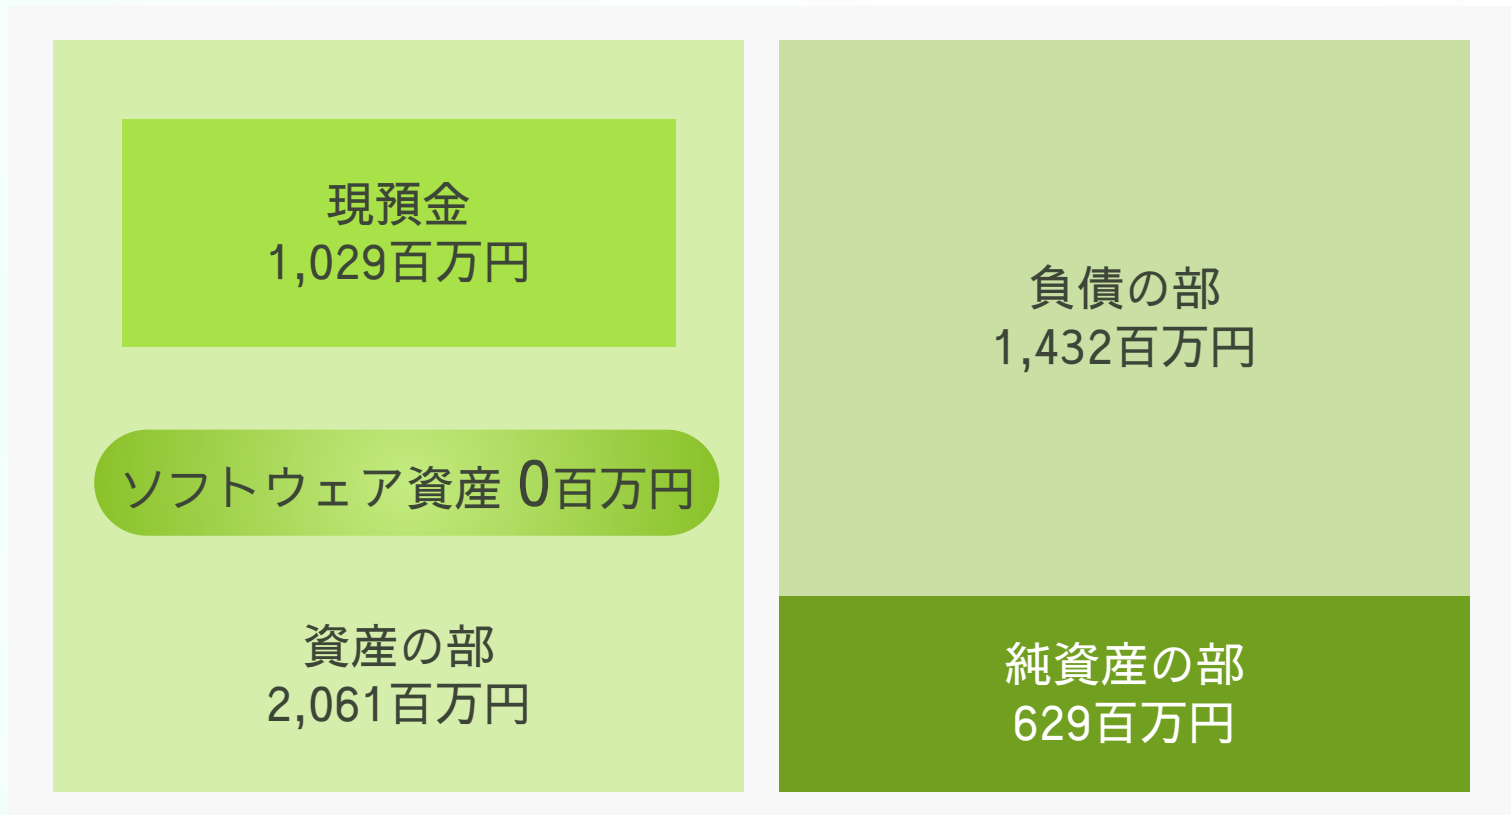 現預金
1,029百万円
ソフトウェア資産 0百万円
資産の部
2,061百万円
負債の部
1,432百万円
純資産の部
629百万円